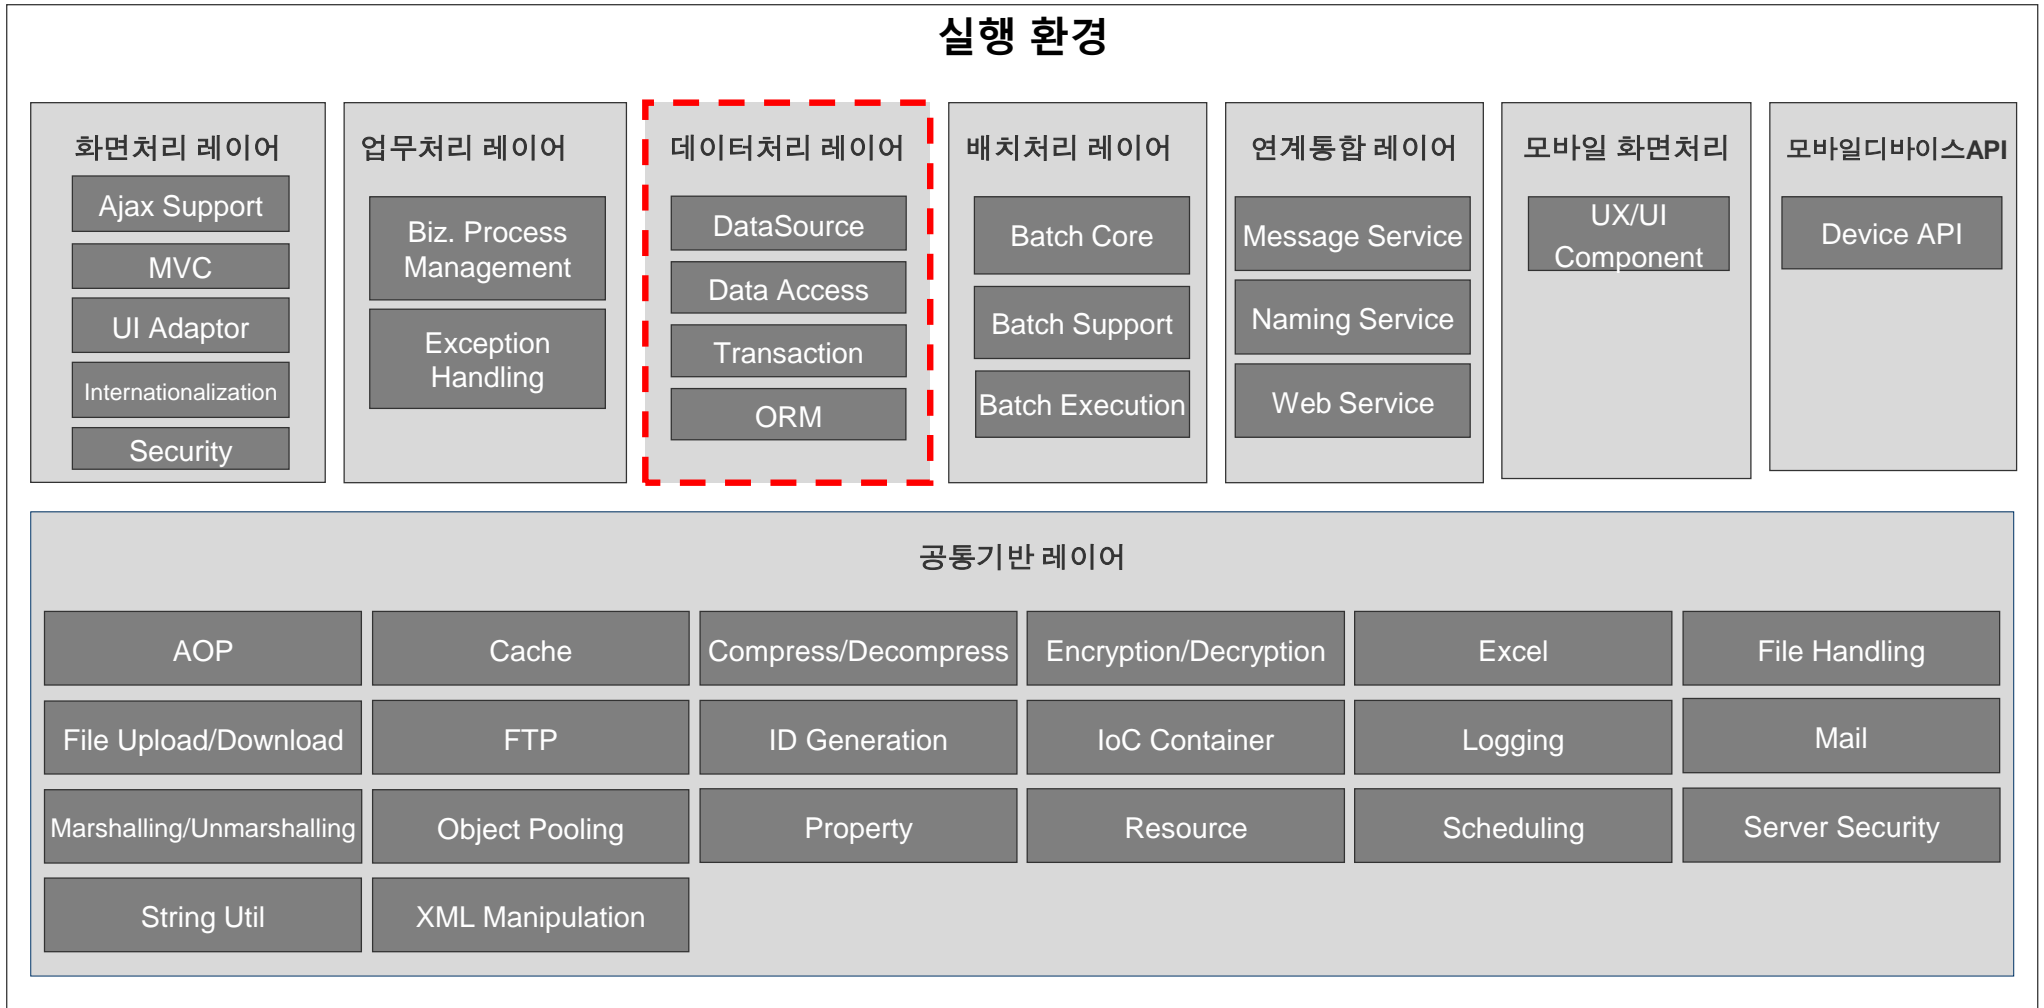 실행 환경
화면처리 레이어
Ajax Support
MVC
UI Adaptor
Internationalization
Security
업무처리 레이어
Biz. Process
Management
Exception
Handling
데이터처리 레이어
DataSource
Data Access
Transaction
ORM
배치처리 레이어
Batch Core
Batch Support
Batch Execution
연계통합 레이어
Message Service
Naming Service
Web Service
모바일 화면처리
UX/UI
Component
모바일디바이스API
Device API
공통기반 레이어
AOP
Cache
Compress/Decompress
Encryption/Decryption
Excel
File Handling
File Upload/Download
FTP
ID Generation
IoC Container
Logging
Mail
Marshalling/Unmarshalling
Object Pooling
Property
Resource
Scheduling
Server Security
String Util
XML Manipulation